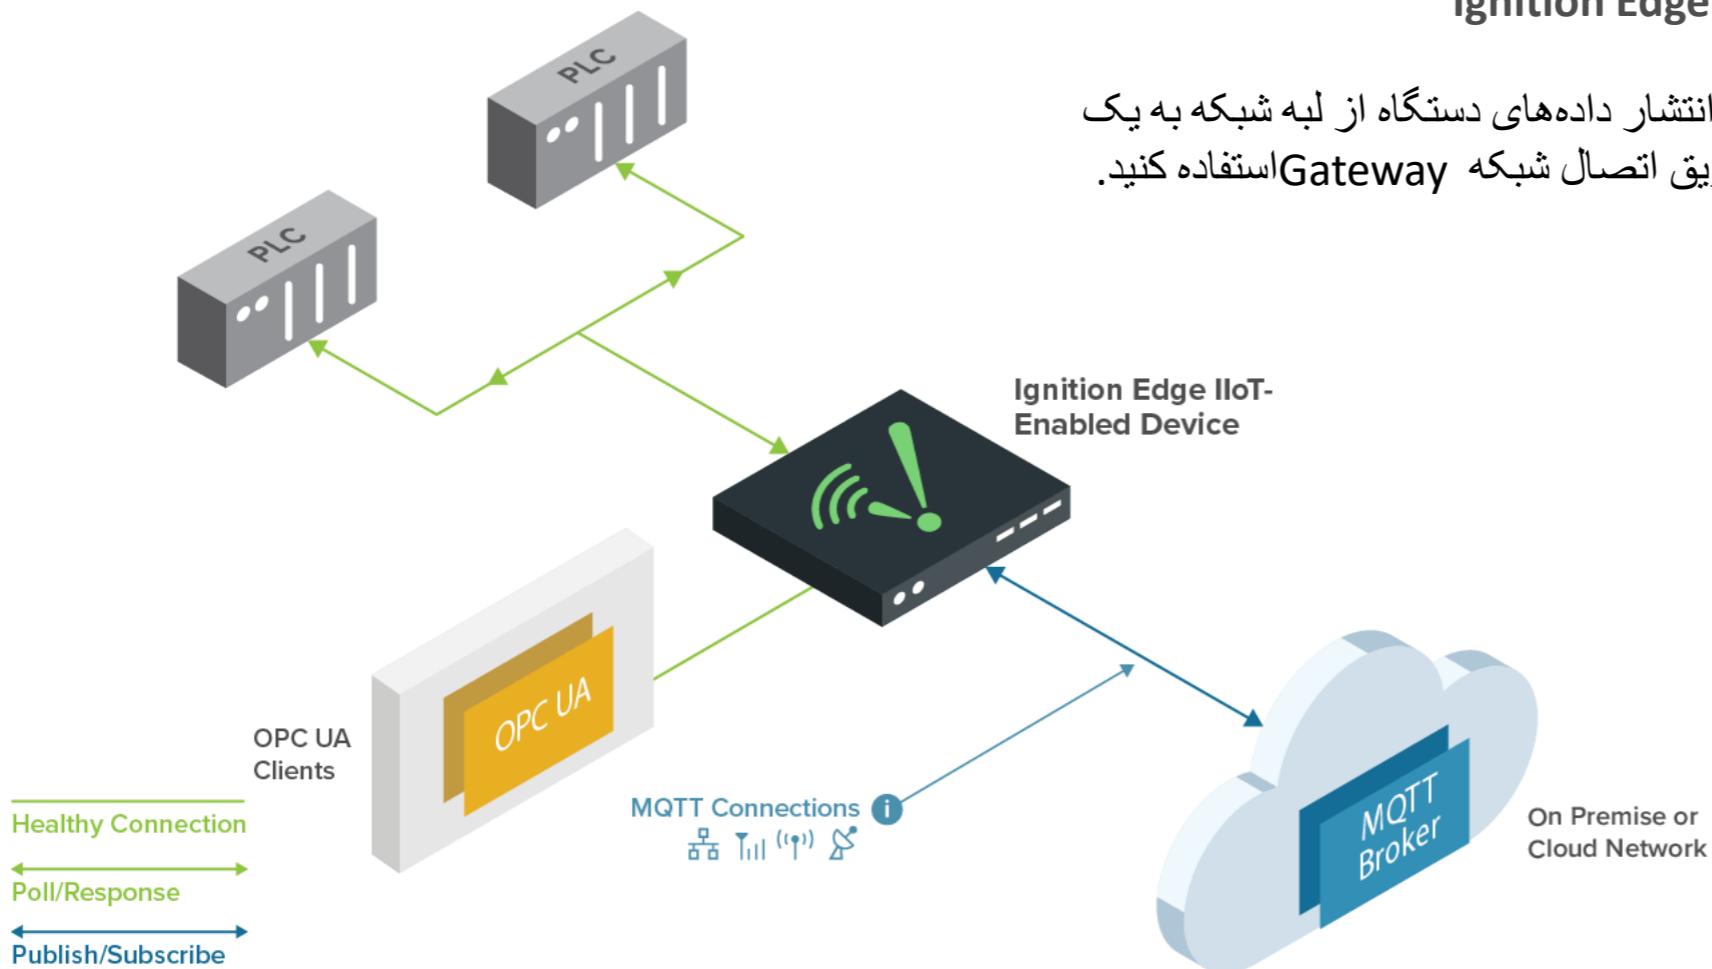 Ignition Edge
انتشار داده‌های دستگاه از لبه شبکه به یک
اتصال شبکه Gatewayاستفاده کنید.
PLC
PLC
Ignition Edge IIoT-
Enabled Device
OPC UA
OPC UA
Clients
MQTT Connections i
MQTT
Broker
On Premise or
Cloud Network
Healthy Connection
Poll/Response
Publish/Subscribe